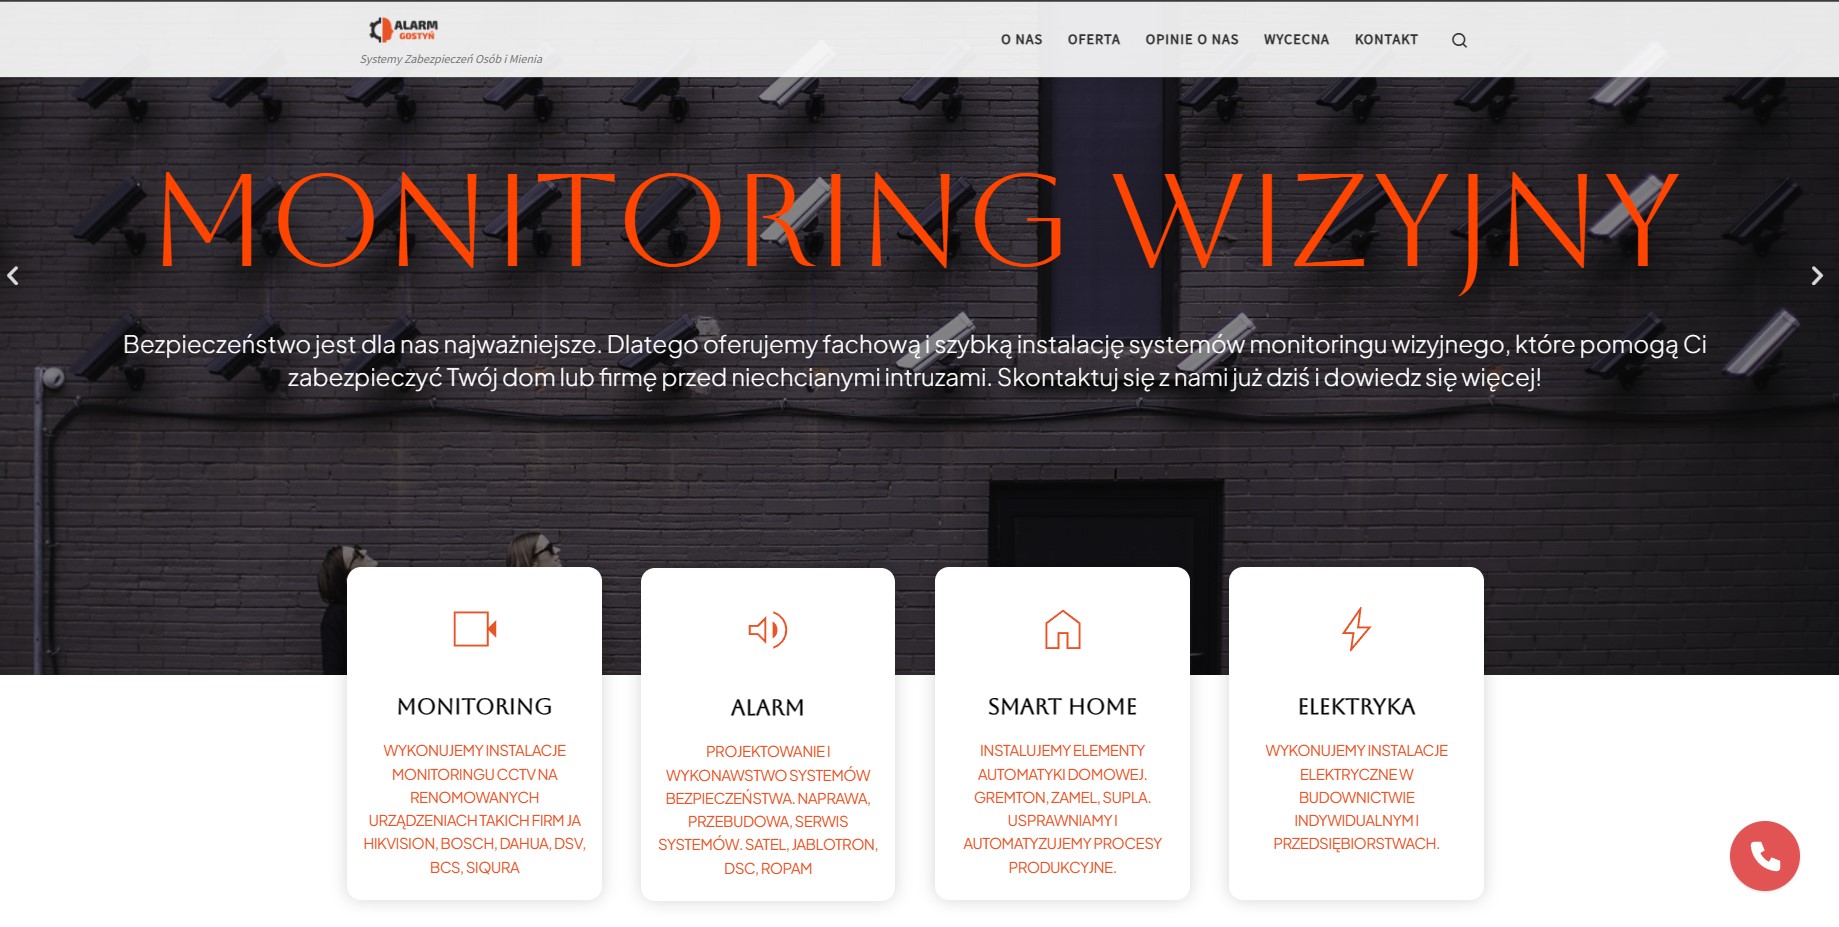 ALARM
GOSTYŃ
Systemy Zabezpieczeń Osób i Mienia
O NAS OFERTA OPINIE O NAS WYCECNA KONTAKT
MONITORING WIZYJNY
Bezpieczeństwo jest dla nas najważniejsze. Dlatego oferujemy fachową i szybką instalację systemów monitoringu wizyjnego, które pomogą Ci
zabezpieczyć Twój dom lub firmę przed niechcianymi intruzami. Skontaktuj się z nami już dziś i dowiedz się więcej!
MONITORING
WYKONUJEMY INSTALACJE
MONITORINGU CCTV NA
RENOMOWANYCH
URZĄDZENIACH TAKICH FIRM JA
HIKVISION, BOSCH, DAHUA, DSV,
BCS, SIQURA
ALARM
PROJEKTOWANIE I
WYKONAWSTWO SYSTEMÓW
BEZPIECZEŃSTWA. NAPRAWA,
PRZEBUDOWA, SERWIS
SYSTEMÓW. SATEL, JABLOTRON,
DSC, ROPAM
SMART HOME
INSTALUJEMY ELEMENTY
AUTOMATYKI DOMOWEJ.
GREMTON, ZAMEL, SUPLA.
USPRAWNIAMY I
AUTOMATYZUJEMY PROCESY
PRODUKCYJNE.
ELEKTRYKA
WYKONUJEMY INSTALACJE
ELEKTRYCZNE W
BUDOWNICTWIE
INDYWIDUALNYM I
PRZEDSIĘBIORSTWACH.